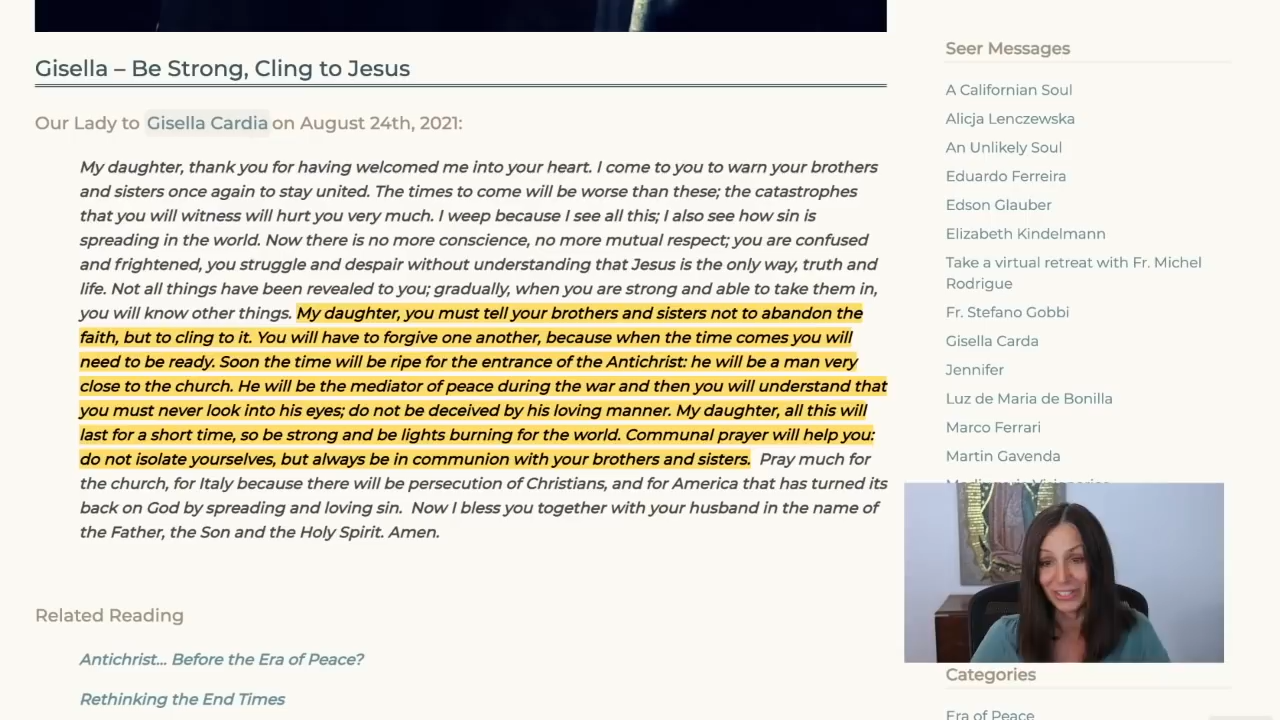 Gisella – Be Strong, Cling to Jesus
Our Lady to Gisella Cardia on August 24th, 2021:
My daughter, thank you for having welcomed me into your heart. I come to you to warn your brothers
and sisters once again to stay united. The times to come will be worse than these; the catastrophes
that you will witness will hurt you very much. I weep because I see all this; I also see how sin is
spreading in the world. Now there is no more conscience, no more mutual respect; you are confused
and frightened, you struggle and despair without understanding that Jesus is the only way, truth and
life. Not all things have been revealed to you; gradually, when you are strong and able to take them in,
you will know other things. My daughter, you must tell your brothers and sisters not to abandon the
faith, but to cling to it. You will have to forgive one another, because when the time comes you will
need to be ready. Soon the time will be ripe for the entrance of the Antichrist: he will be a man very
close to the church. He will be the mediator of peace during the war and then you will understand that
you must never look into his eyes; do not be deceived by his loving manner. My daughter, all this will
last for a short time, so be strong and be lights burning for the world. Communal prayer will help you:
do not isolate yourselves, but always be in communion with your brothers and sisters. Pray much for
the church, for Italy because there will be persecution of Christians, and for America that has turned its
back on God by spreading and loving sin. Now I bless you together with your husband in the name of
the Father, the Son and the Holy Spirit. Amen.
Related Reading
Antichrist... Before the Era of Peace?
Rethinking the End Times
Seer Messages
A Californian Soul
Alicja Lenczewska
An Unlikely Soul
Eduardo Ferreira
Edson Glauber
Elizabeth Kindelmann
Take a virtual retreat with Fr. Michel
Rodrigue
Fr. Stefano Gobbi
Gisella Carda
Jennifer
Luz de Maria de Bonilla
Marco Ferrari
Martin Gavenda
Categories
Era of Peace